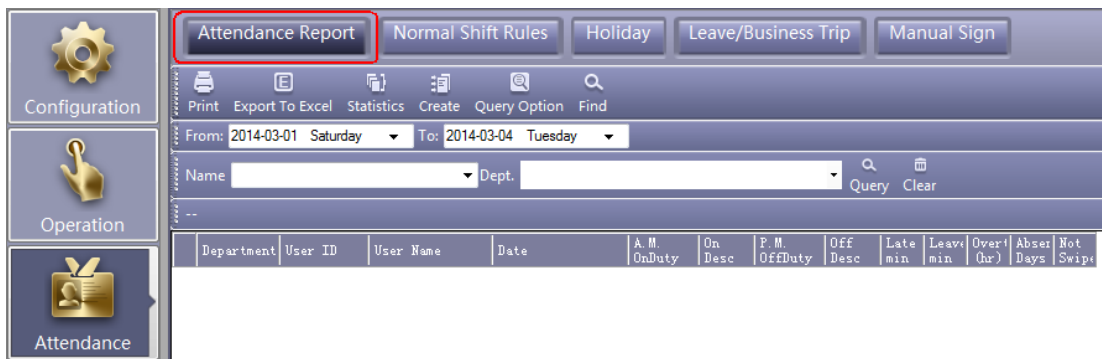 Attendance Report Normal Shift Rules Holiday Leave/Business Trip Manual Sign
Configuration
Print Export To Excel Statistics Create Query Option Find
From: 2014-03-01 Saturday To: 2014-03-04 Tuesday
Name Dept. Query Clear
Operation
--
Department User ID User Name Date A.M. OnDuty On Desc P.M. OffDuty Off Desc Late min Leave min Overt (hr) Absen Days Not Swipe
Attendance